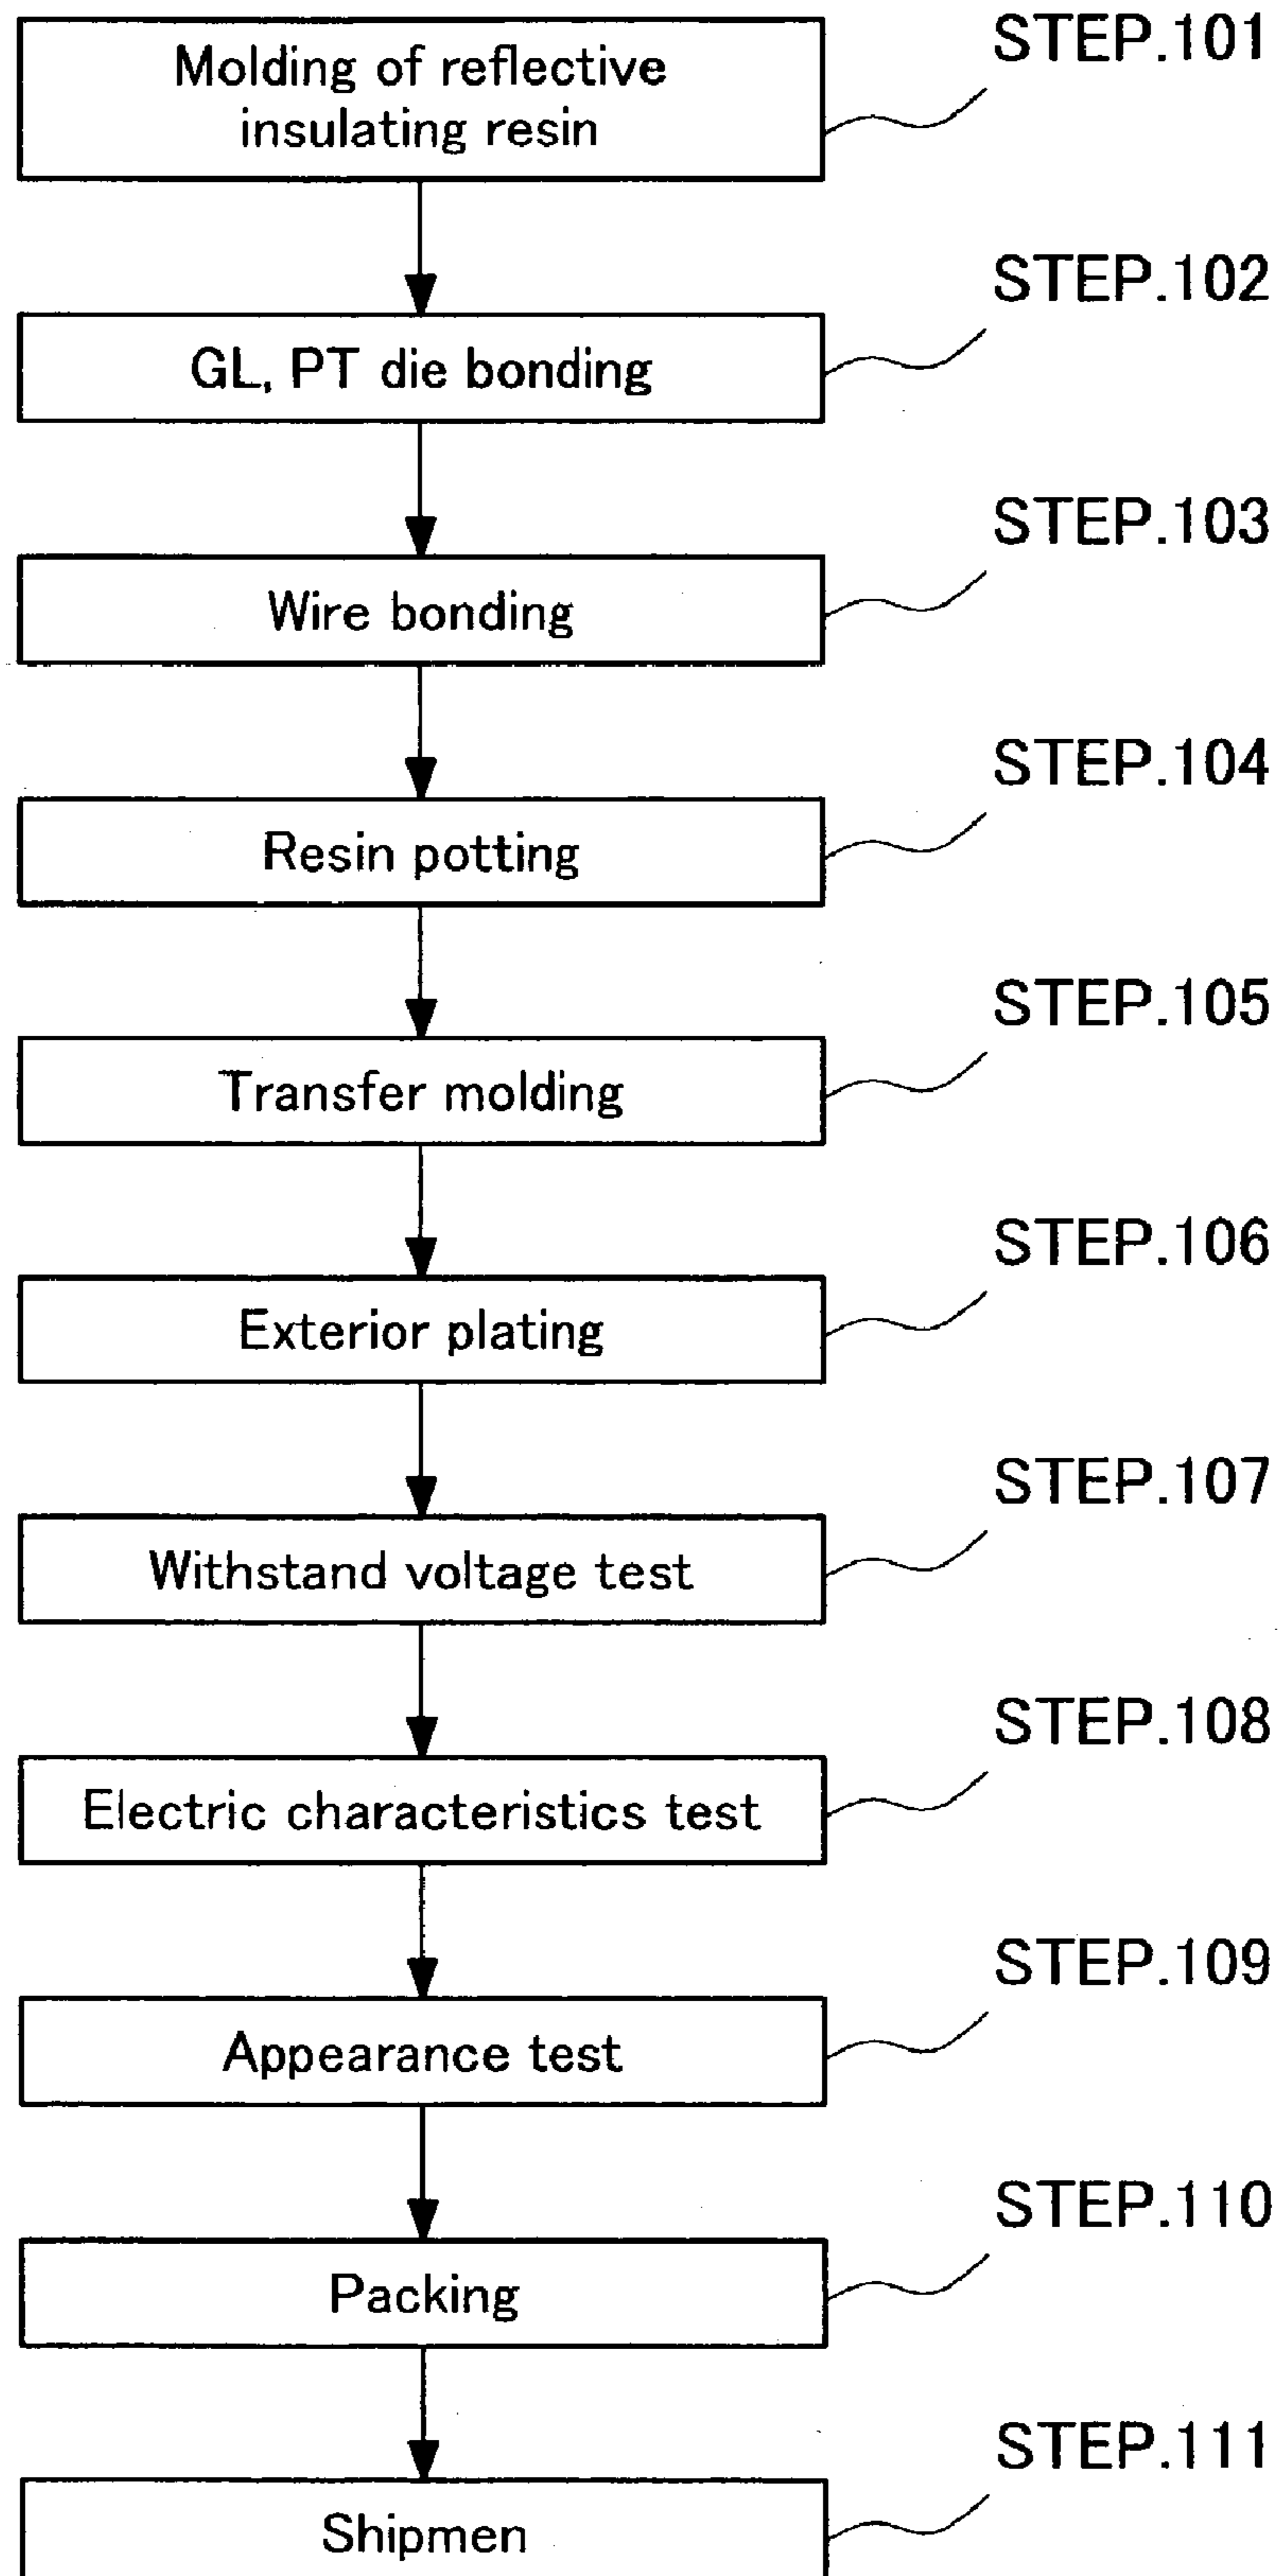 Molding of reflective
insulating resin
STEP.101
GL, PT die bonding
STEP.102
Wire bonding
STEP.103
Resin potting
STEP.104
Transfer molding
STEP.105
Exterior plating
STEP.106
Withstand voltage test
STEP.107
Electric characteristics test
STEP.108
Appearance test
STEP.109
Packing
STEP.110
Shipmen
STEP.111